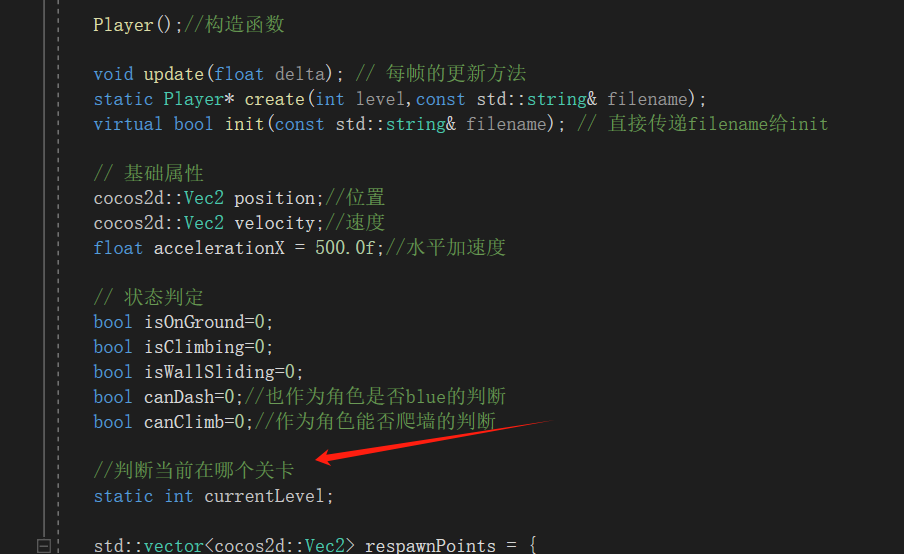 Player();//构造函数
void update(float delta); // 每帧的更新方法
static Player* create(int level,const std::string& filename);
virtual bool init(const std::string& filename); // 直接传递filename给init
// 基础属性
cocos2d::Vec2 position;//位置
cocos2d::Vec2 velocity;//速度
float accelerationX = 500.0f;//水平加速度
// 状态判定
bool isOnGround=0;
bool isClimbing=0;
bool isWallSliding=0;
bool canDash=0;//也作为角色是否blue的判断
bool canClimb=0;//作为角色能否爬墙的判断
//判断当前在哪个关卡
static int currentLevel;
std::vector<cocos2d::Vec2> respawnPoints = {